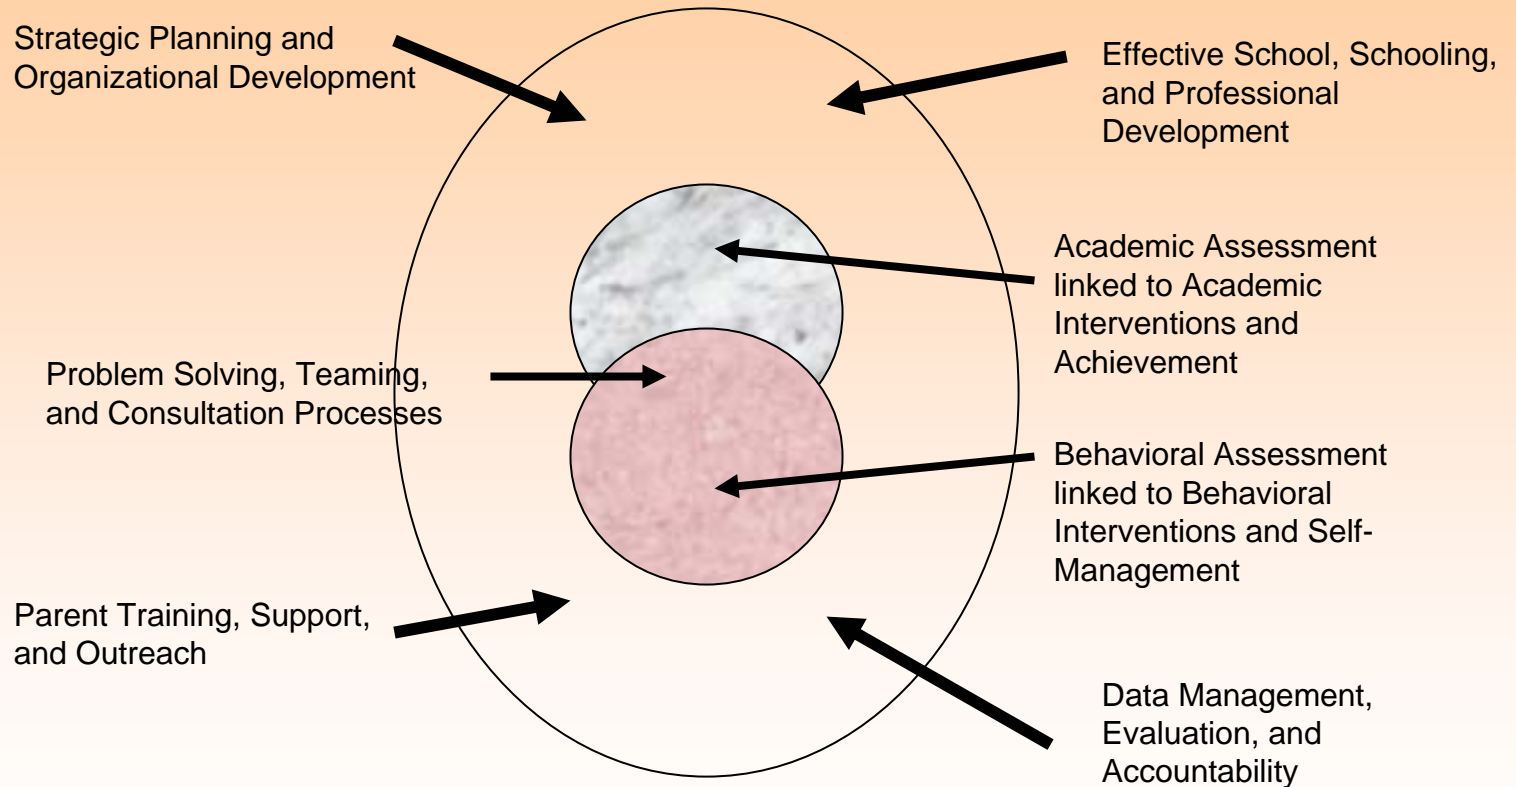 Strategic Planning and
Organizational Development
Effective School, Schooling,
and Professional
Development
Academic Assessment
linked to Academic
Interventions and
Achievement
Problem Solving, Teaming,
and Consultation Processes
Behavioral Assessment
linked to Behavioral
Interventions and Self-
Management
Parent Training, Support,
and Outreach
Data Management,
Evaluation, and
Accountability